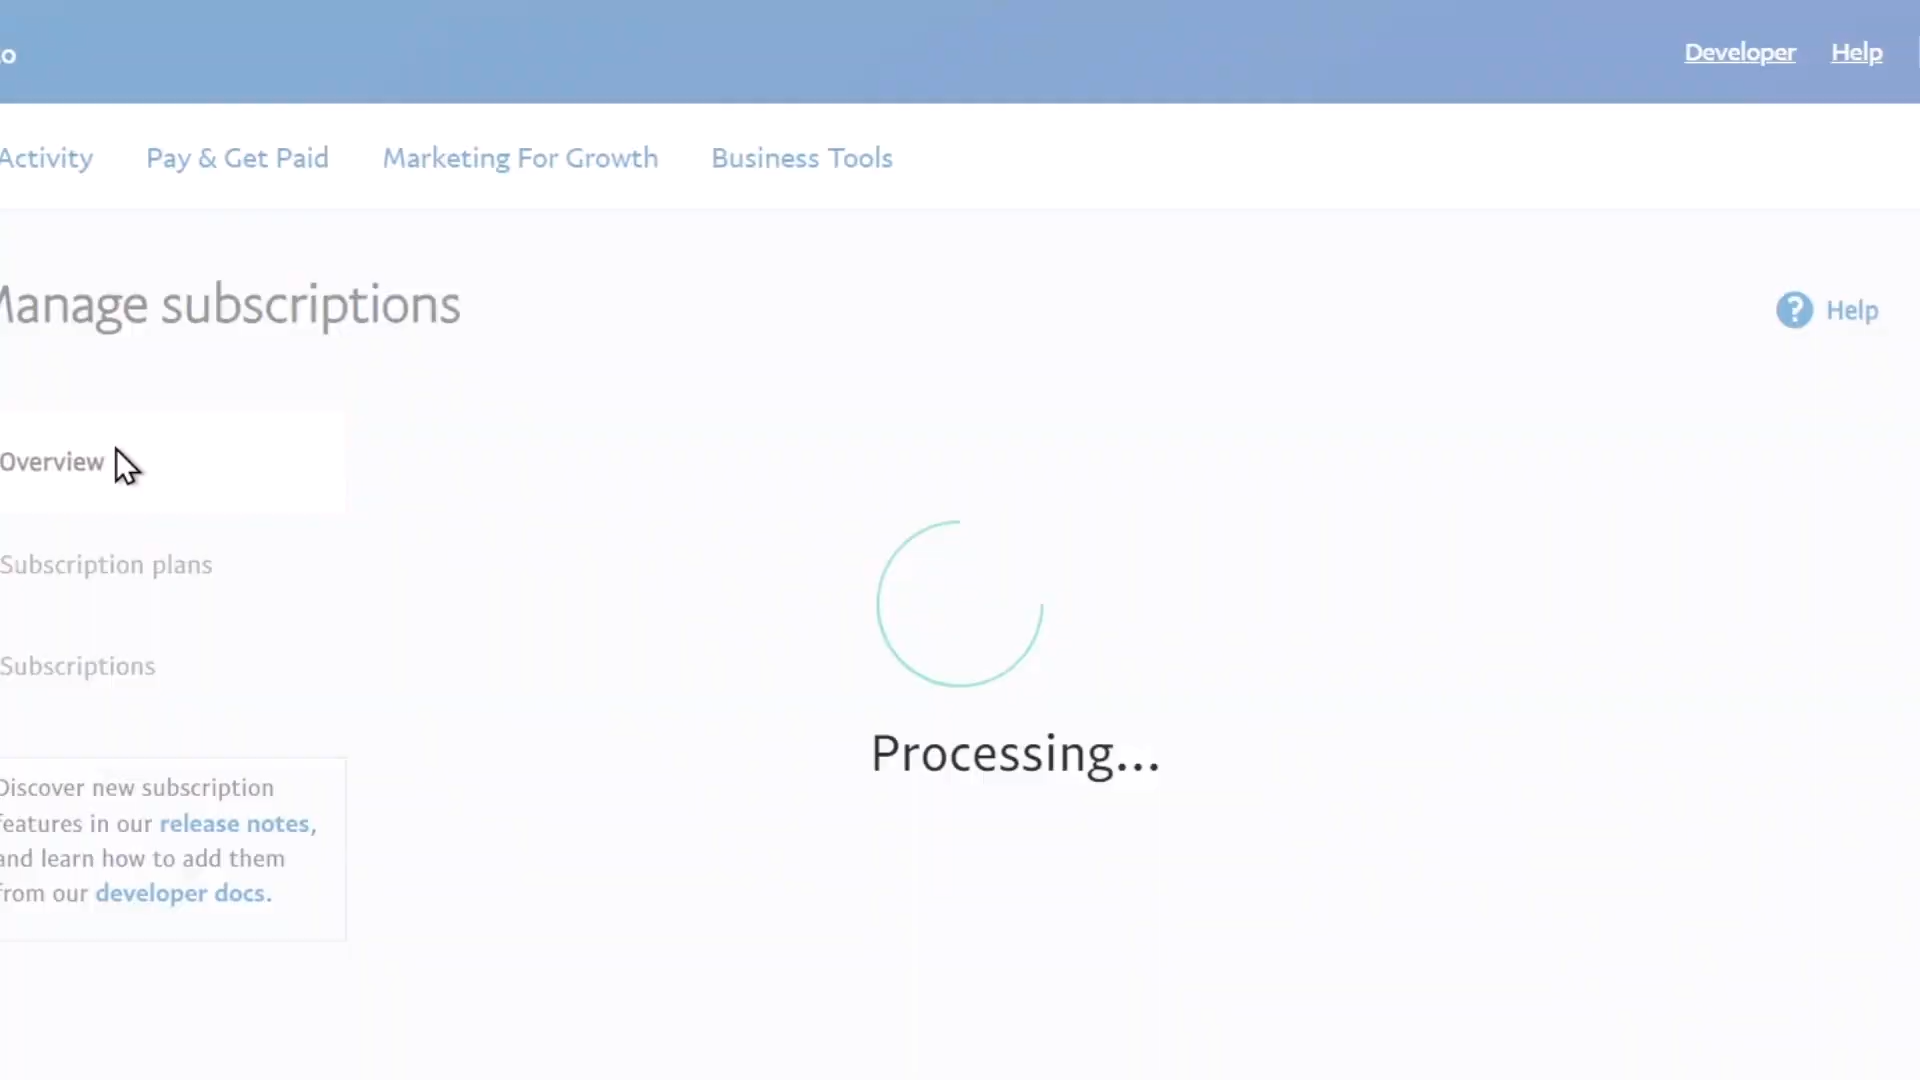 Developer Help
Activity Pay & Get Paid Marketing For Growth Business Tools
Manage subscriptions
? Help
Overview
Subscription plans
Subscriptions
Processing...
Discover new subscription
features in our release notes,
and learn how to add them
from our developer docs.